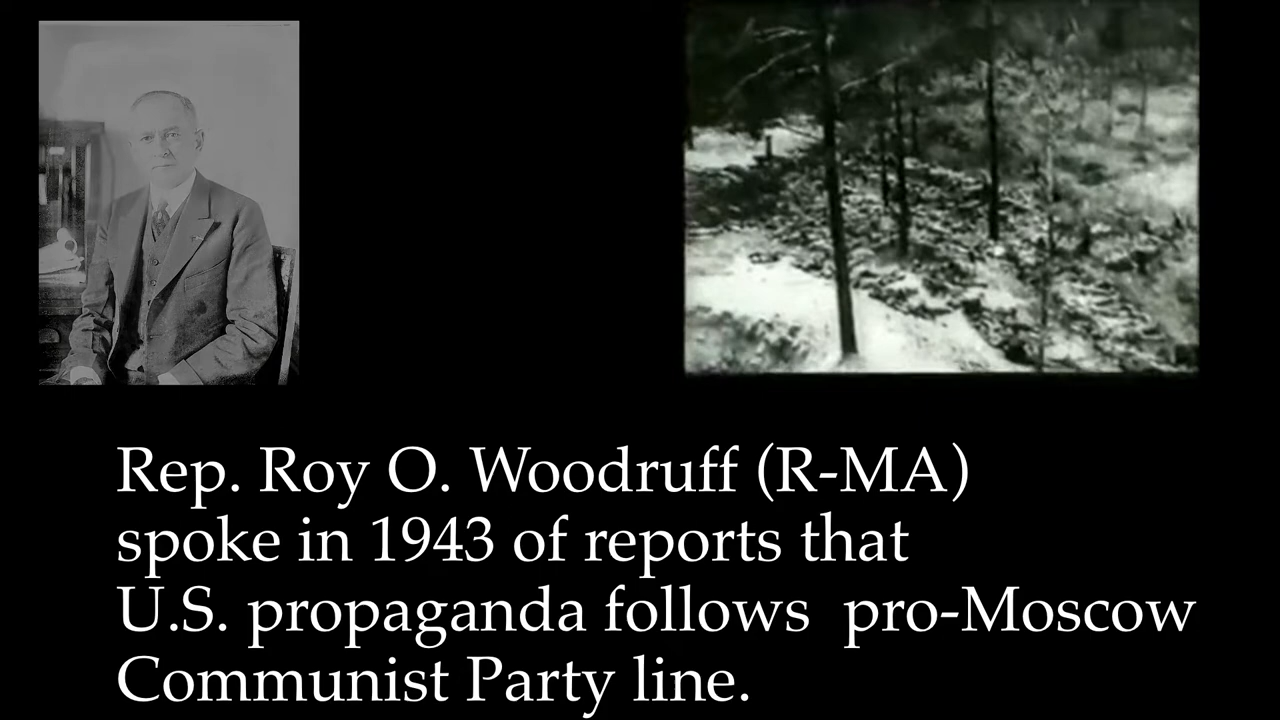 Rep. Roy O. Woodruff (R-MA)
spoke in 1943 of reports that
U.S. propaganda follows  pro-Moscow
Communist Party line.